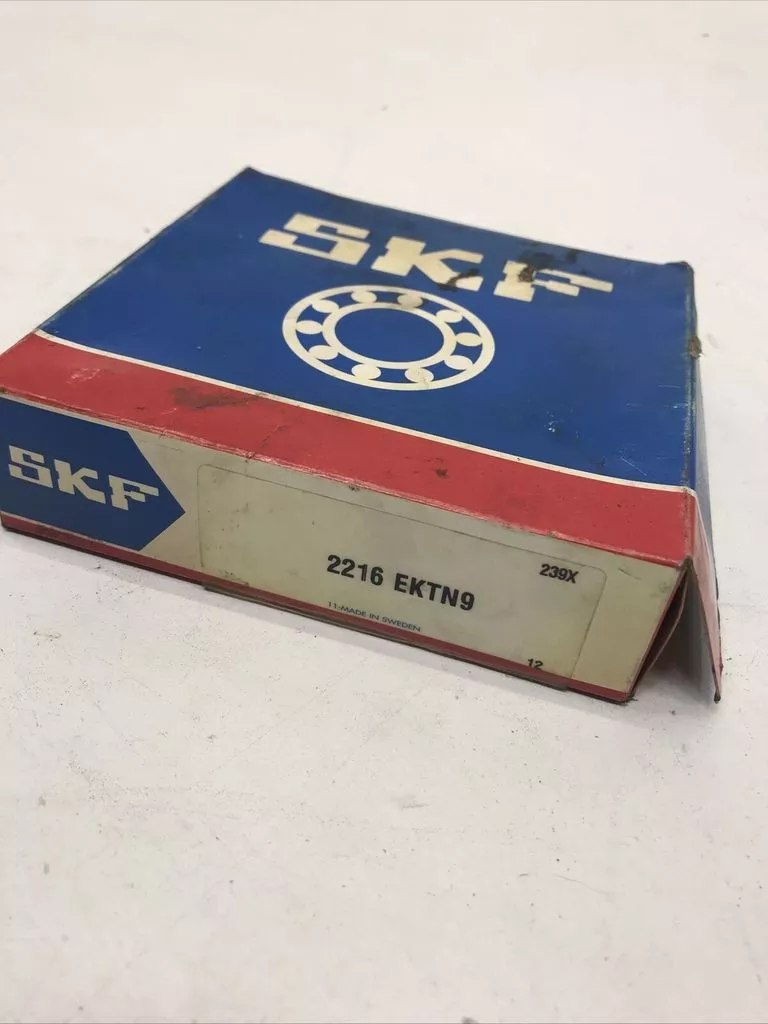 SKF
SKF
2216 EKTN9
239X
11-MADE IN SWEDEN
12